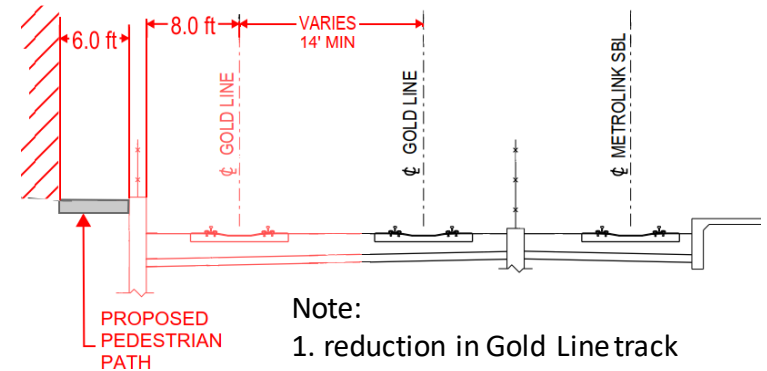 6.0 ft
8.0 ft
VARIES
14' MIN
℄ GOLD LINE
℄ GOLD LINE
℄ METROLINK SBL
PROPOSED
PEDESTRIAN
PATH
Note:
1. reduction in Gold Line track